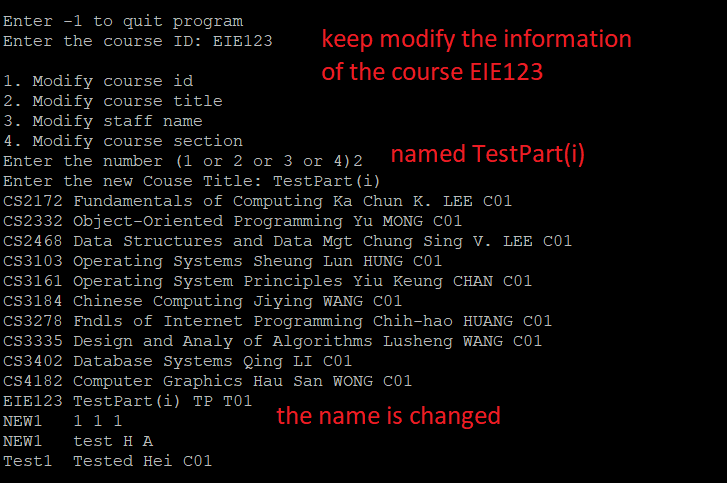 Enter -1 to quit program
Enter the course ID: EIE123
keep modify the information
of the course EIE123
1. Modify course id
2. Modify course title
3. Modify staff name
4. Modify course section
Enter the number (1 or 2 or 3 or 4)2
named TestPart(i)
Enter the new Couse Title: TestPart(i)
CS2172 Fundamentals of Computing Ka Chun K. LEE C01
CS2332 Object-Oriented Programming Yu MONG C01
CS2468 Data Structures and Data Mgt Chung Sing V. LEE C01
CS3103 Operating Systems Sheung Lun HUNG C01
CS3161 Operating System Principles Yiu Keung CHAN C01
CS3184 Chinese Computing Jiying WANG C01
CS3278 Fndls of Internet Programming Chih-hao HUANG C01
CS3335 Design and Analy of Algorithms Lusheng WANG C01
CS3402 Database Systems Qing LI C01
CS4182 Computer Graphics Hau San WONG C01
EIE123 TestPart(i) TP T01
the name is changed
NEW1   1 1 1
NEW1   test H A
Test1  Tested Hei C01